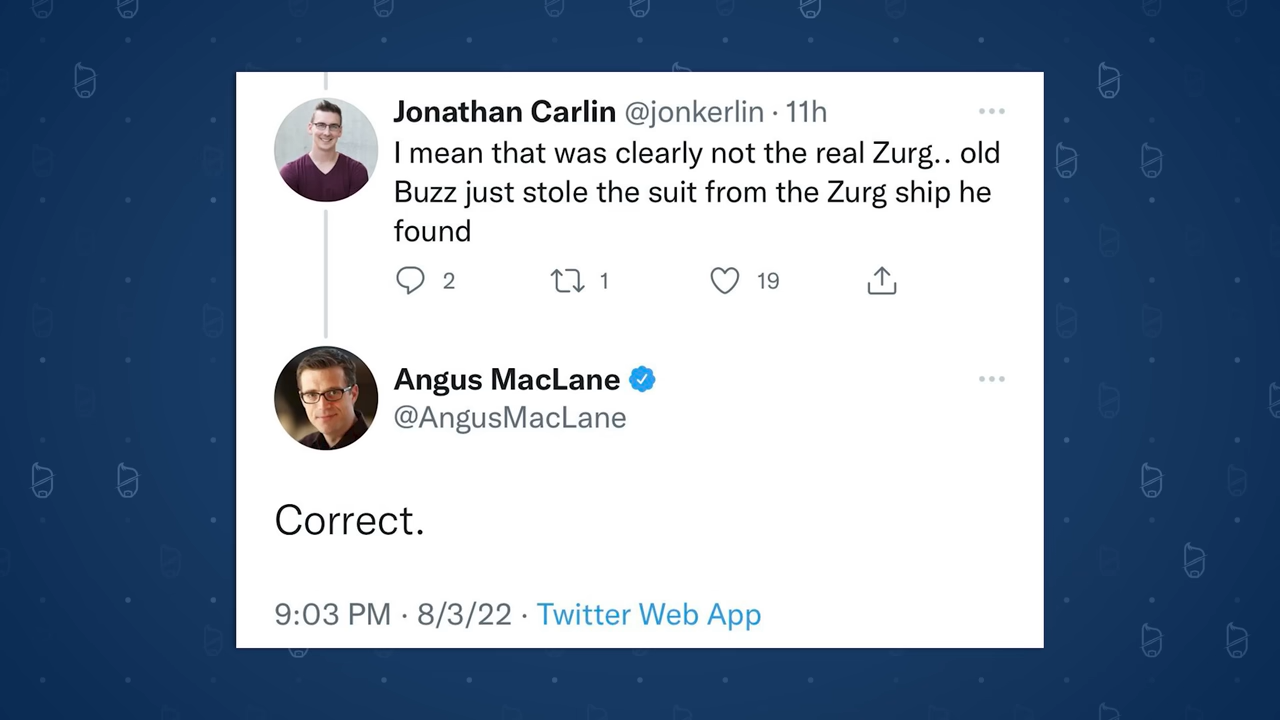 Jonathan Carlin @jonkerlin · 11h
I mean that was clearly not the real Zurg.. old
Buzz just stole the suit from the Zurg ship he
found
2 1 19
Angus MacLane
@AngusMacLane
Correct.
9:03 PM · 8/3/22 · Twitter Web App